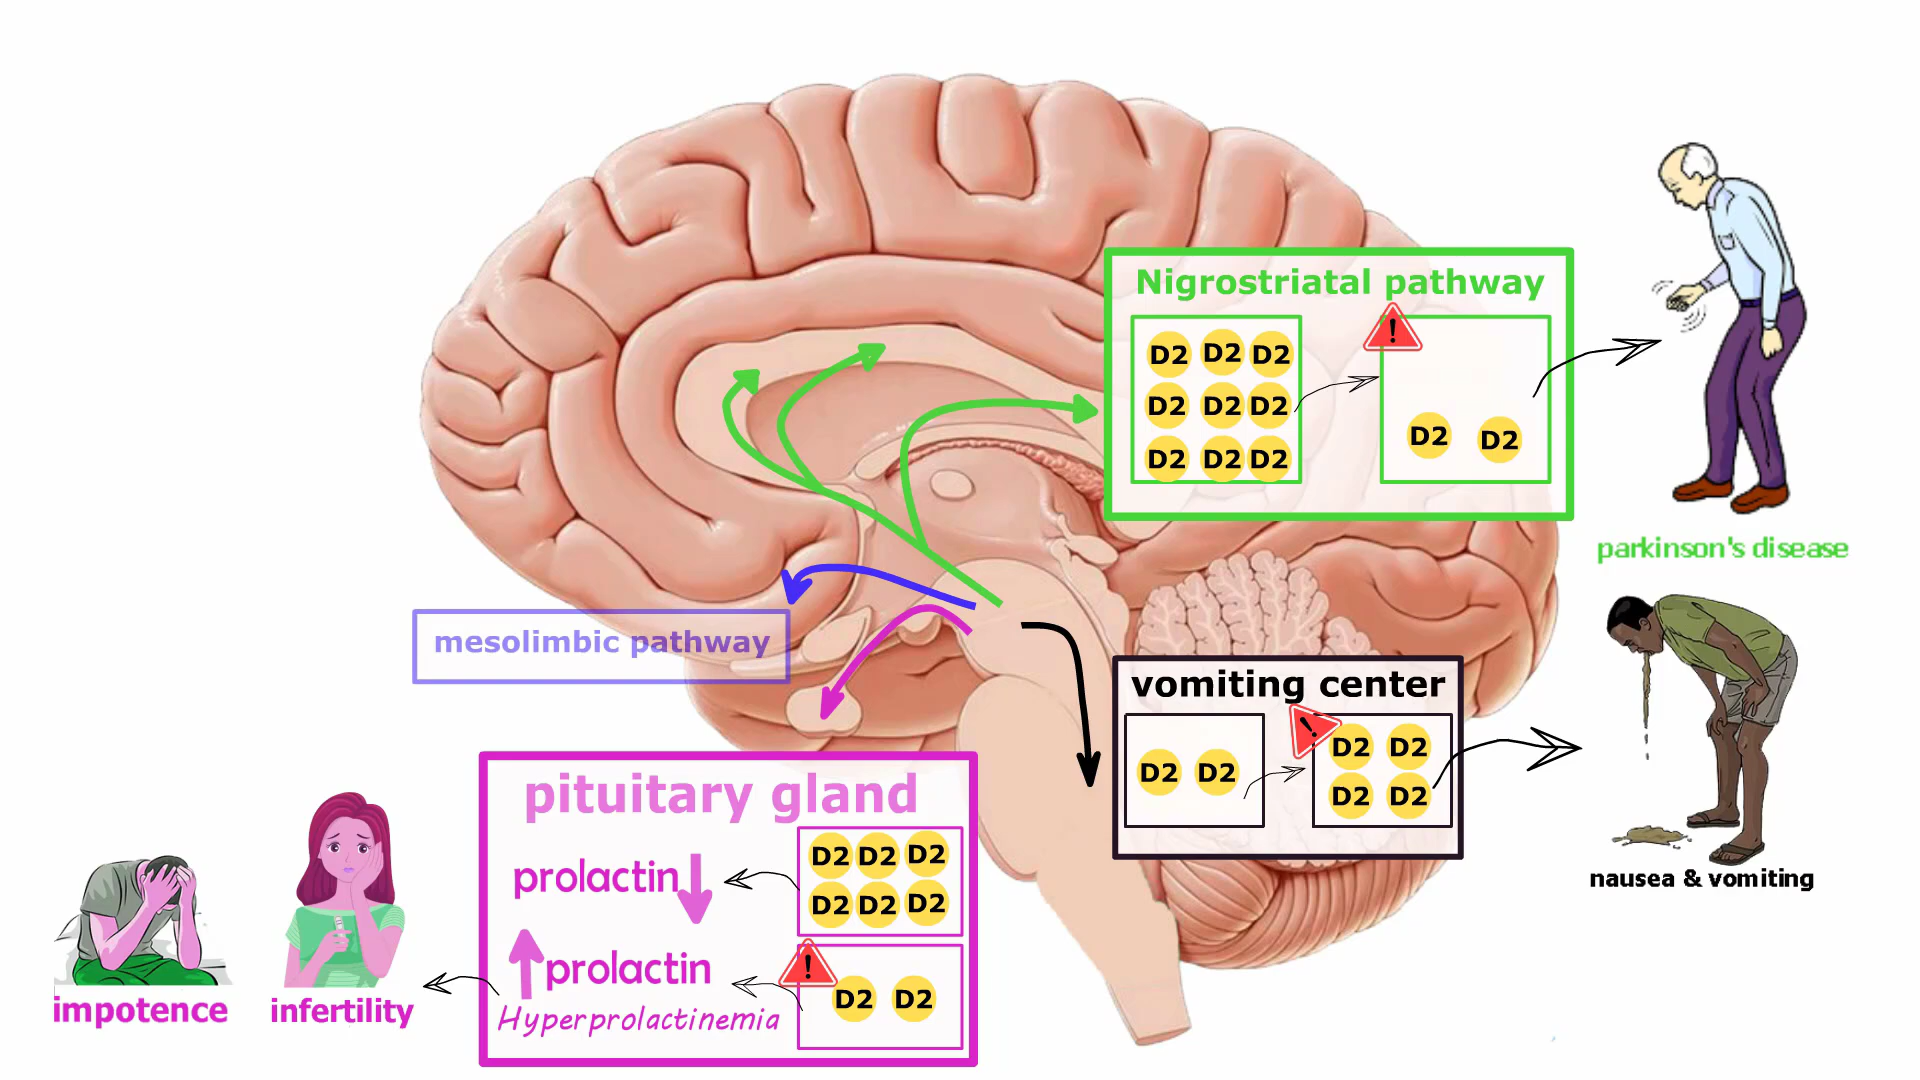 Nigrostriatal pathway
D2 D2 D2
D2 D2 D2
D2 D2 D2
!
D2 D2
parkinson's disease
mesolimbic pathway
vomiting center
D2 D2
!
D2 D2
D2 D2
nausea & vomiting
pituitary gland
prolactin
D2 D2 D2
D2 D2 D2
prolactin
!
D2 D2
Hyperprolactinemia
impotence
infertility